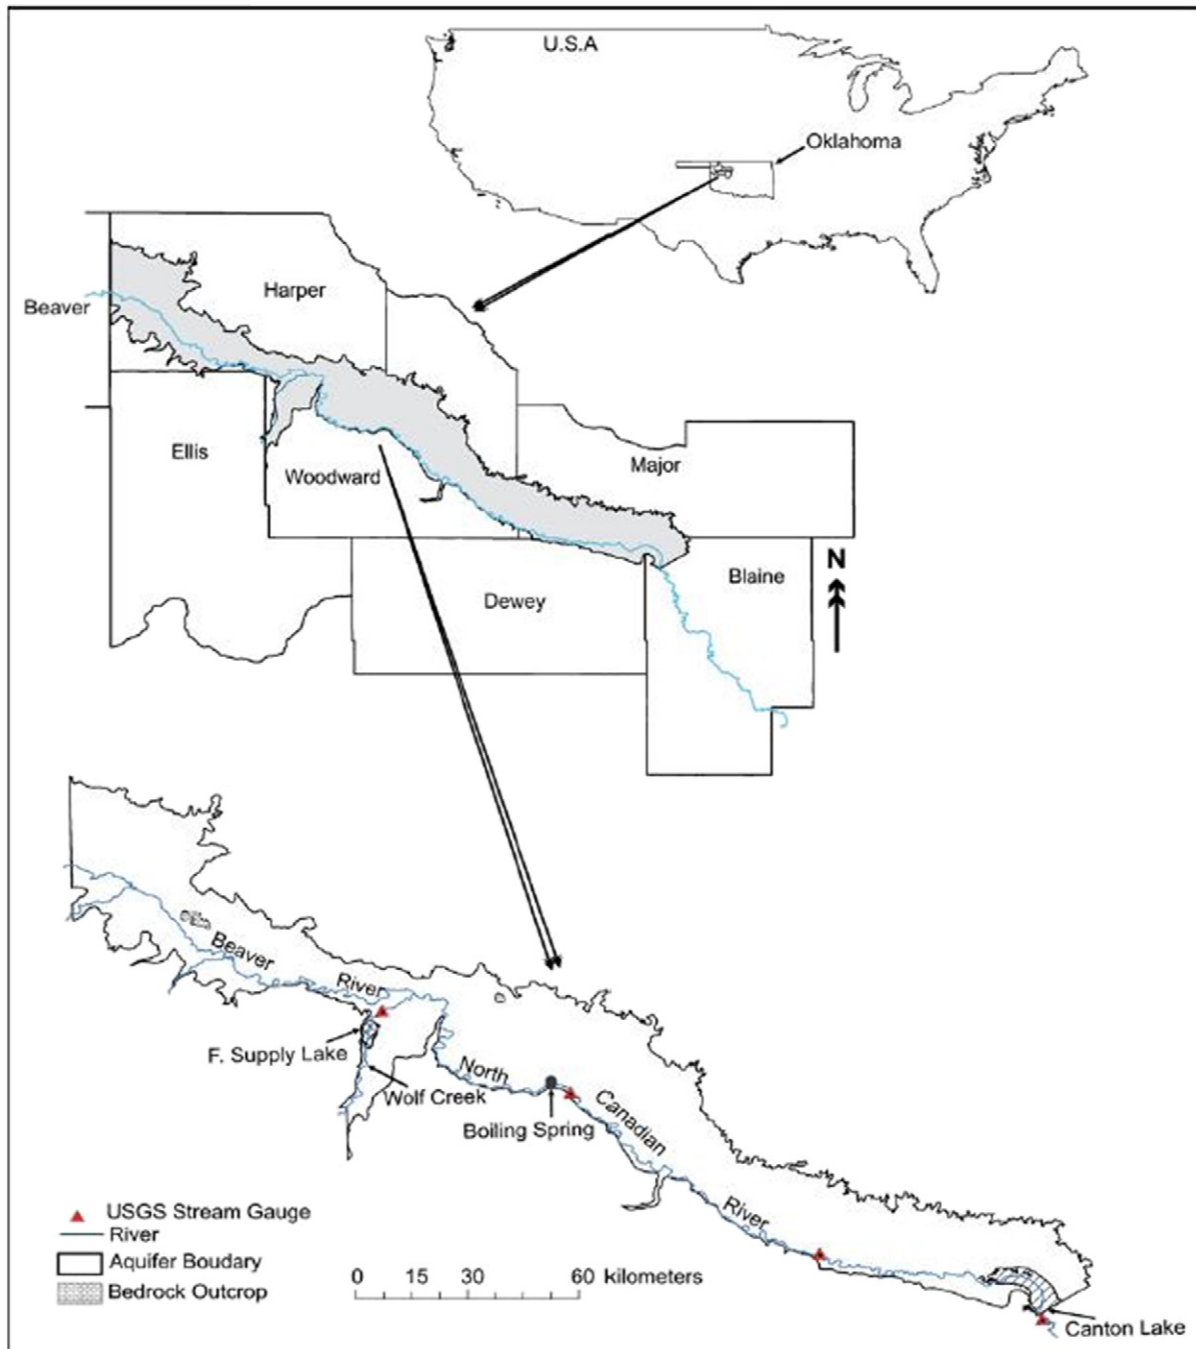 U.S.A
Oklahoma
Harper
Beaver
Ellis
Woodward
Major
N
Blaine
Dewey
Beaver
River
F. Supply Lake
Wolf Creek
North
Boiling Spring
Canadian
River
USGS Stream Gauge
River
Aquifer Boudary
Bedrock Outcrop
0 15 30 60 kilometers
Canton Lake